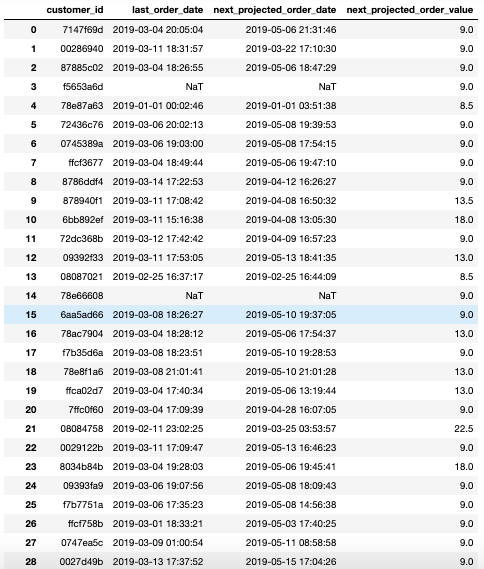 customer_id last_order_date next_projected_order_date next_projected_order_value
0 7147f69d 2019-03-04 20:05:04 2019-05-06 21:31:46 9.0
1 00286940 2019-03-11 18:31:57 2019-03-22 17:10:30 9.0
2 87885c02 2019-03-04 18:26:55 2019-05-06 18:47:29 9.0
3 f5653a6d NaT NaT 9.0
4 78e87a63 2019-01-01 00:02:46 2019-01-01 03:51:38 8.5
5 72436c76 2019-03-06 20:02:13 2019-05-08 19:39:53 9.0
6 0745389a 2019-03-06 19:03:00 2019-05-08 17:54:15 9.0
7 ffcf3677 2019-03-04 18:49:44 2019-05-06 19:47:10 9.0
8 8786ddf4 2019-03-14 17:22:53 2019-04-12 16:26:27 9.0
9 878940f1 2019-03-11 17:08:42 2019-04-08 16:50:32 13.5
10 6bb892ef 2019-03-11 15:16:38 2019-04-08 13:05:30 18.0
11 72dc368b 2019-03-12 17:42:42 2019-04-09 16:57:23 9.0
12 09392f33 2019-03-11 17:53:05 2019-05-13 18:41:35 13.0
13 08087021 2019-02-25 16:37:17 2019-02-25 16:44:09 8.5
14 78e66608 NaT NaT 9.0
15 6aa5ad66 2019-03-08 18:26:27 2019-05-10 19:37:05 9.0
16 78ac7904 2019-03-04 18:28:12 2019-05-06 17:54:37 13.0
17 f7b35d6a 2019-03-08 18:23:51 2019-05-10 19:28:53 9.0
18 78e8f1a6 2019-03-08 21:01:41 2019-05-10 21:01:28 13.0
19 ffca02d7 2019-03-04 17:40:34 2019-05-06 13:19:44 13.0
20 7ffc0f60 2019-03-04 17:09:39 2019-04-28 16:07:05 9.0
21 08084758 2019-02-11 23:02:25 2019-03-25 03:53:57 22.5
22 0029122b 2019-03-11 17:09:47 2019-05-13 16:46:23 9.0
23 8034b84b 2019-03-04 19:28:03 2019-05-06 19:45:41 18.0
24 09393fa9 2019-03-06 19:07:56 2019-05-08 18:09:43 9.0
25 f7b7751a 2019-03-06 17:35:23 2019-05-08 14:56:38 9.0
26 ffcf758b 2019-03-01 18:33:21 2019-05-03 17:40:25 9.0
27 0747ea5c 2019-03-09 01:00:54 2019-05-11 08:58:58 9.0
28 0027d49b 2019-03-13 17:37:52 2019-05-15 17:04:26 9.0